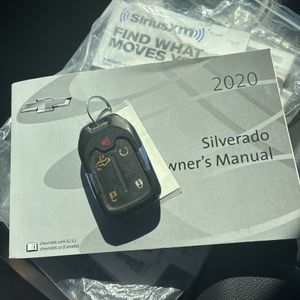 SiriusXM
FIND WHAT
MOVES
2020
Silverado
wner's Manual
chevrolet.com (U.S.)
chevrolet.ca (Canada)